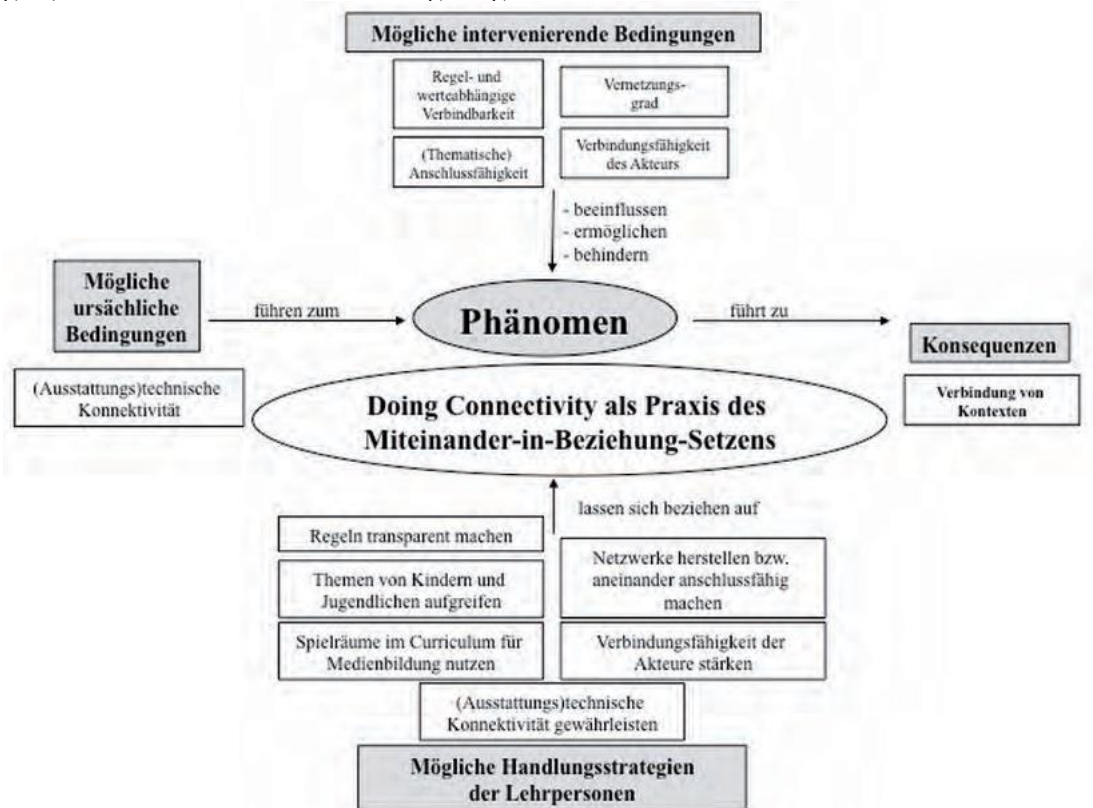 Mögliche intervenierende Bedingungen
Regel- und
werteabhängige
Verbindbarkeit
Vernetzungs-
grad
(Thematische)
Anschlussfähigkeit
Verbindungsfähigkeit
des Akteurs
- beeinflussen
- ermöglichen
- behindern
Mögliche
ursächliche
Bedingungen
führen zum
Phänomen
führt zu
Konsequenzen
(Ausstattungs)technische
Konnektivität
Doing Connectivity als Praxis des
Miteinander-in-Beziehung-Setzens
Verbindung von
Kontexten
lassen sich beziehen auf
Regeln transparent machen
Netzwerke herstellen bzw.
aneinander anschlussfähig
machen
Themen von Kindern und
Jugendlichen aufgreifen
Spielräume im Curriculum für
Medienbildung nutzen
Verbindungsfähigkeit der
Akteure stärken
(Ausstattungs)technische
Konnektivität gewährleisten
Mögliche Handlungsstrategien
der Lehrpersonen